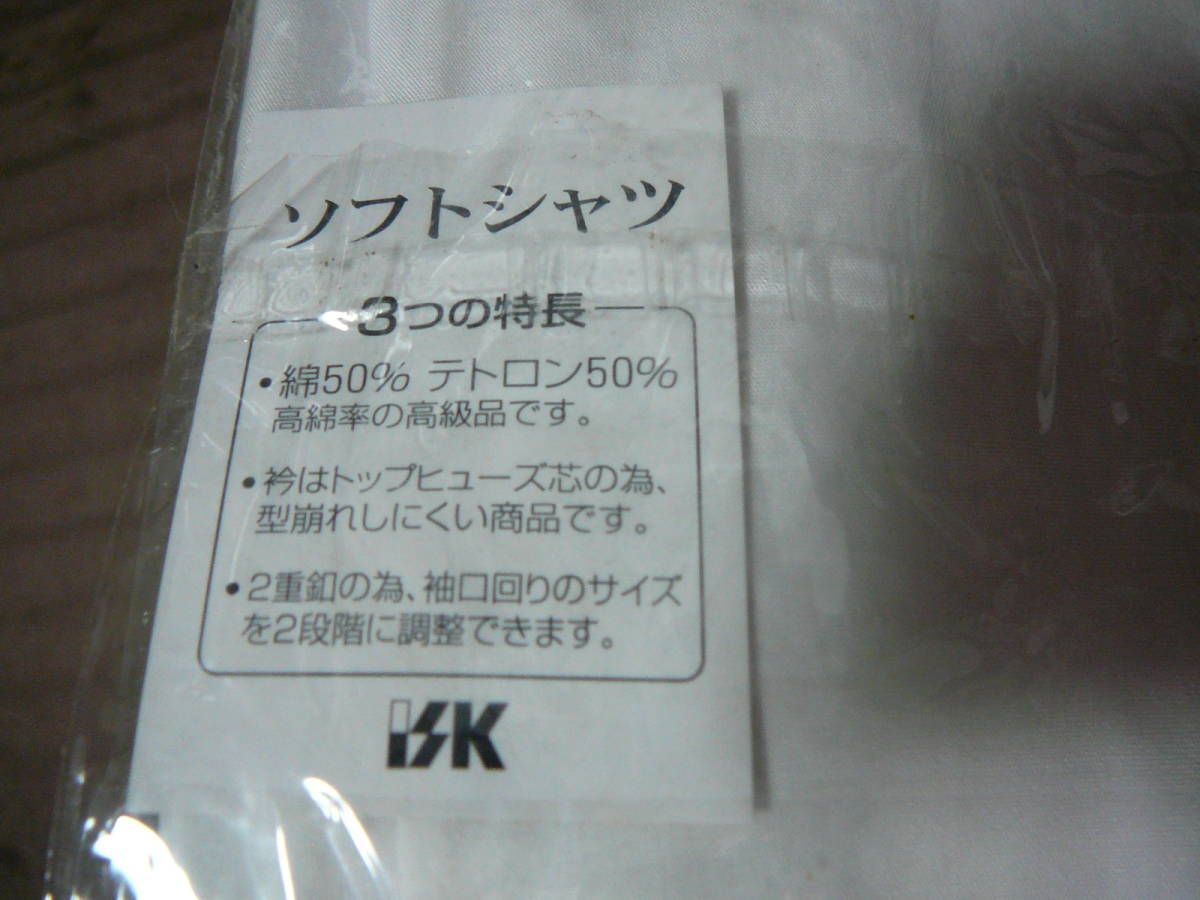 ソフトシャツ
3つの特長
•綿50% テトロン50%
高綿率の高級品です。
•衿はトップヒューズ芯の為、
型崩れしにくい商品です。
•2重釦の為、袖口回りのサイズ
を2段階に調整できます。
ISK